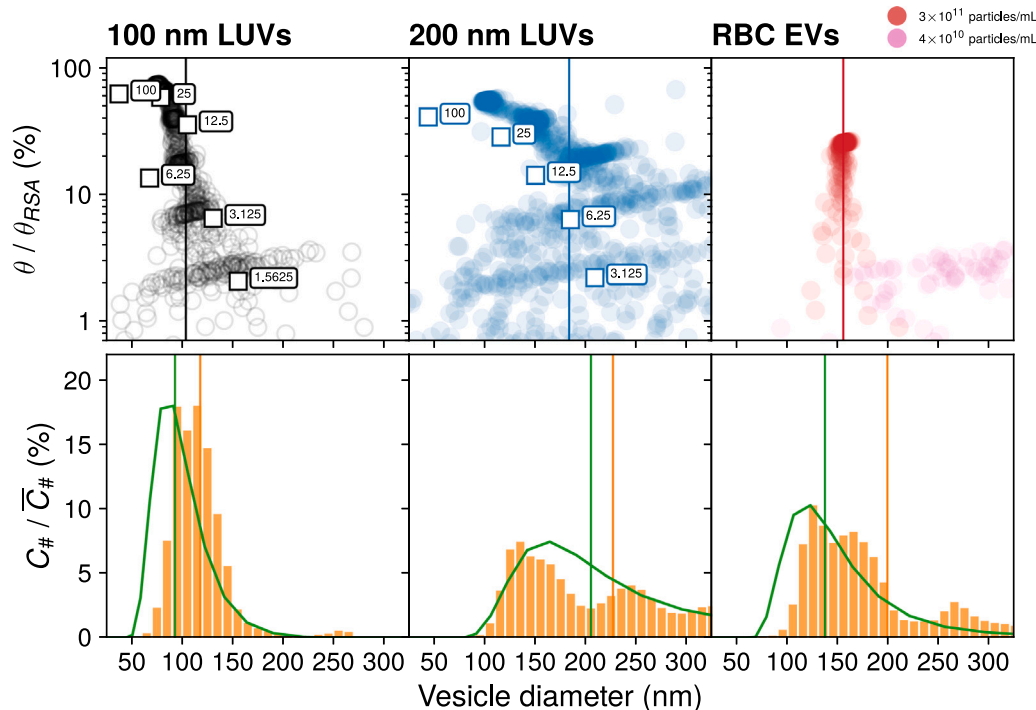 100 nm LUVs
200 nm LUVs
RBC EVs
3×10¹¹ particles/mL
4×10¹⁰ particles/mL
θ / θ_RSA (%)
100
10
1
100
25
12.5
6.25
3.125
1.5625
100
25
12.5
6.25
3.125
C_# / C̅_# (%)
20
15
10
5
0
50 100 150 200 250 300
50 100 150 200 250 300
50 100 150 200 250 300
Vesicle diameter (nm)